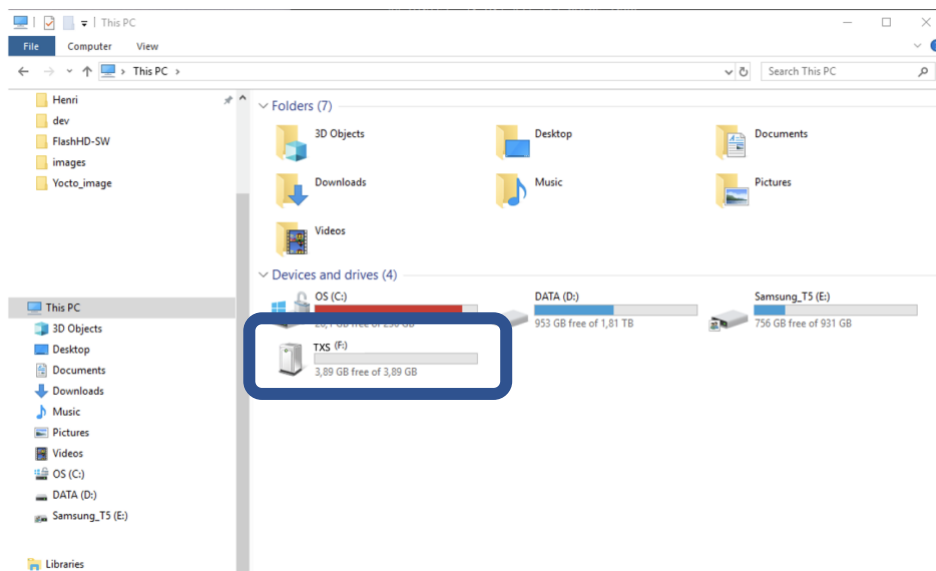 This PC
File Computer View
This PC
Search This PC
Henri
dev
FlashHD-SW
images
Yocto_image
This PC
3D Objects
Desktop
Documents
Downloads
Music
Pictures
Videos
OS (C:)
DATA (D:)
Samsung_T5 (E:)
Libraries
Folders (7)
3D Objects
Desktop
Documents
Downloads
Music
Pictures
Videos
Devices and drives (4)
OS (C:)
DATA (D:)
953 GB free of 1,81 TB
Samsung_T5 (E:)
756 GB free of 931 GB
TXS (F:)
3,89 GB free of 3,89 GB